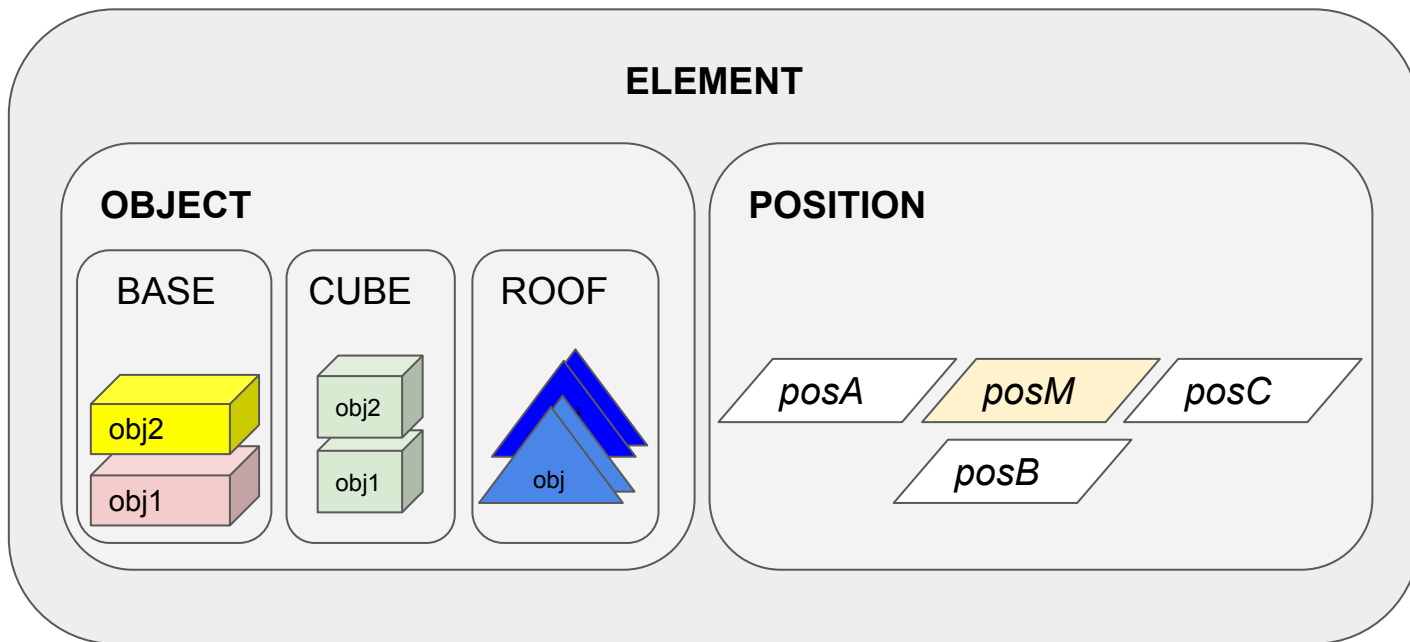 ELEMENT
OBJECT
POSITION
BASE
CUBE
ROOF
obj2
obj1
obj2
obj1
obj
posA
posM
posC
posB